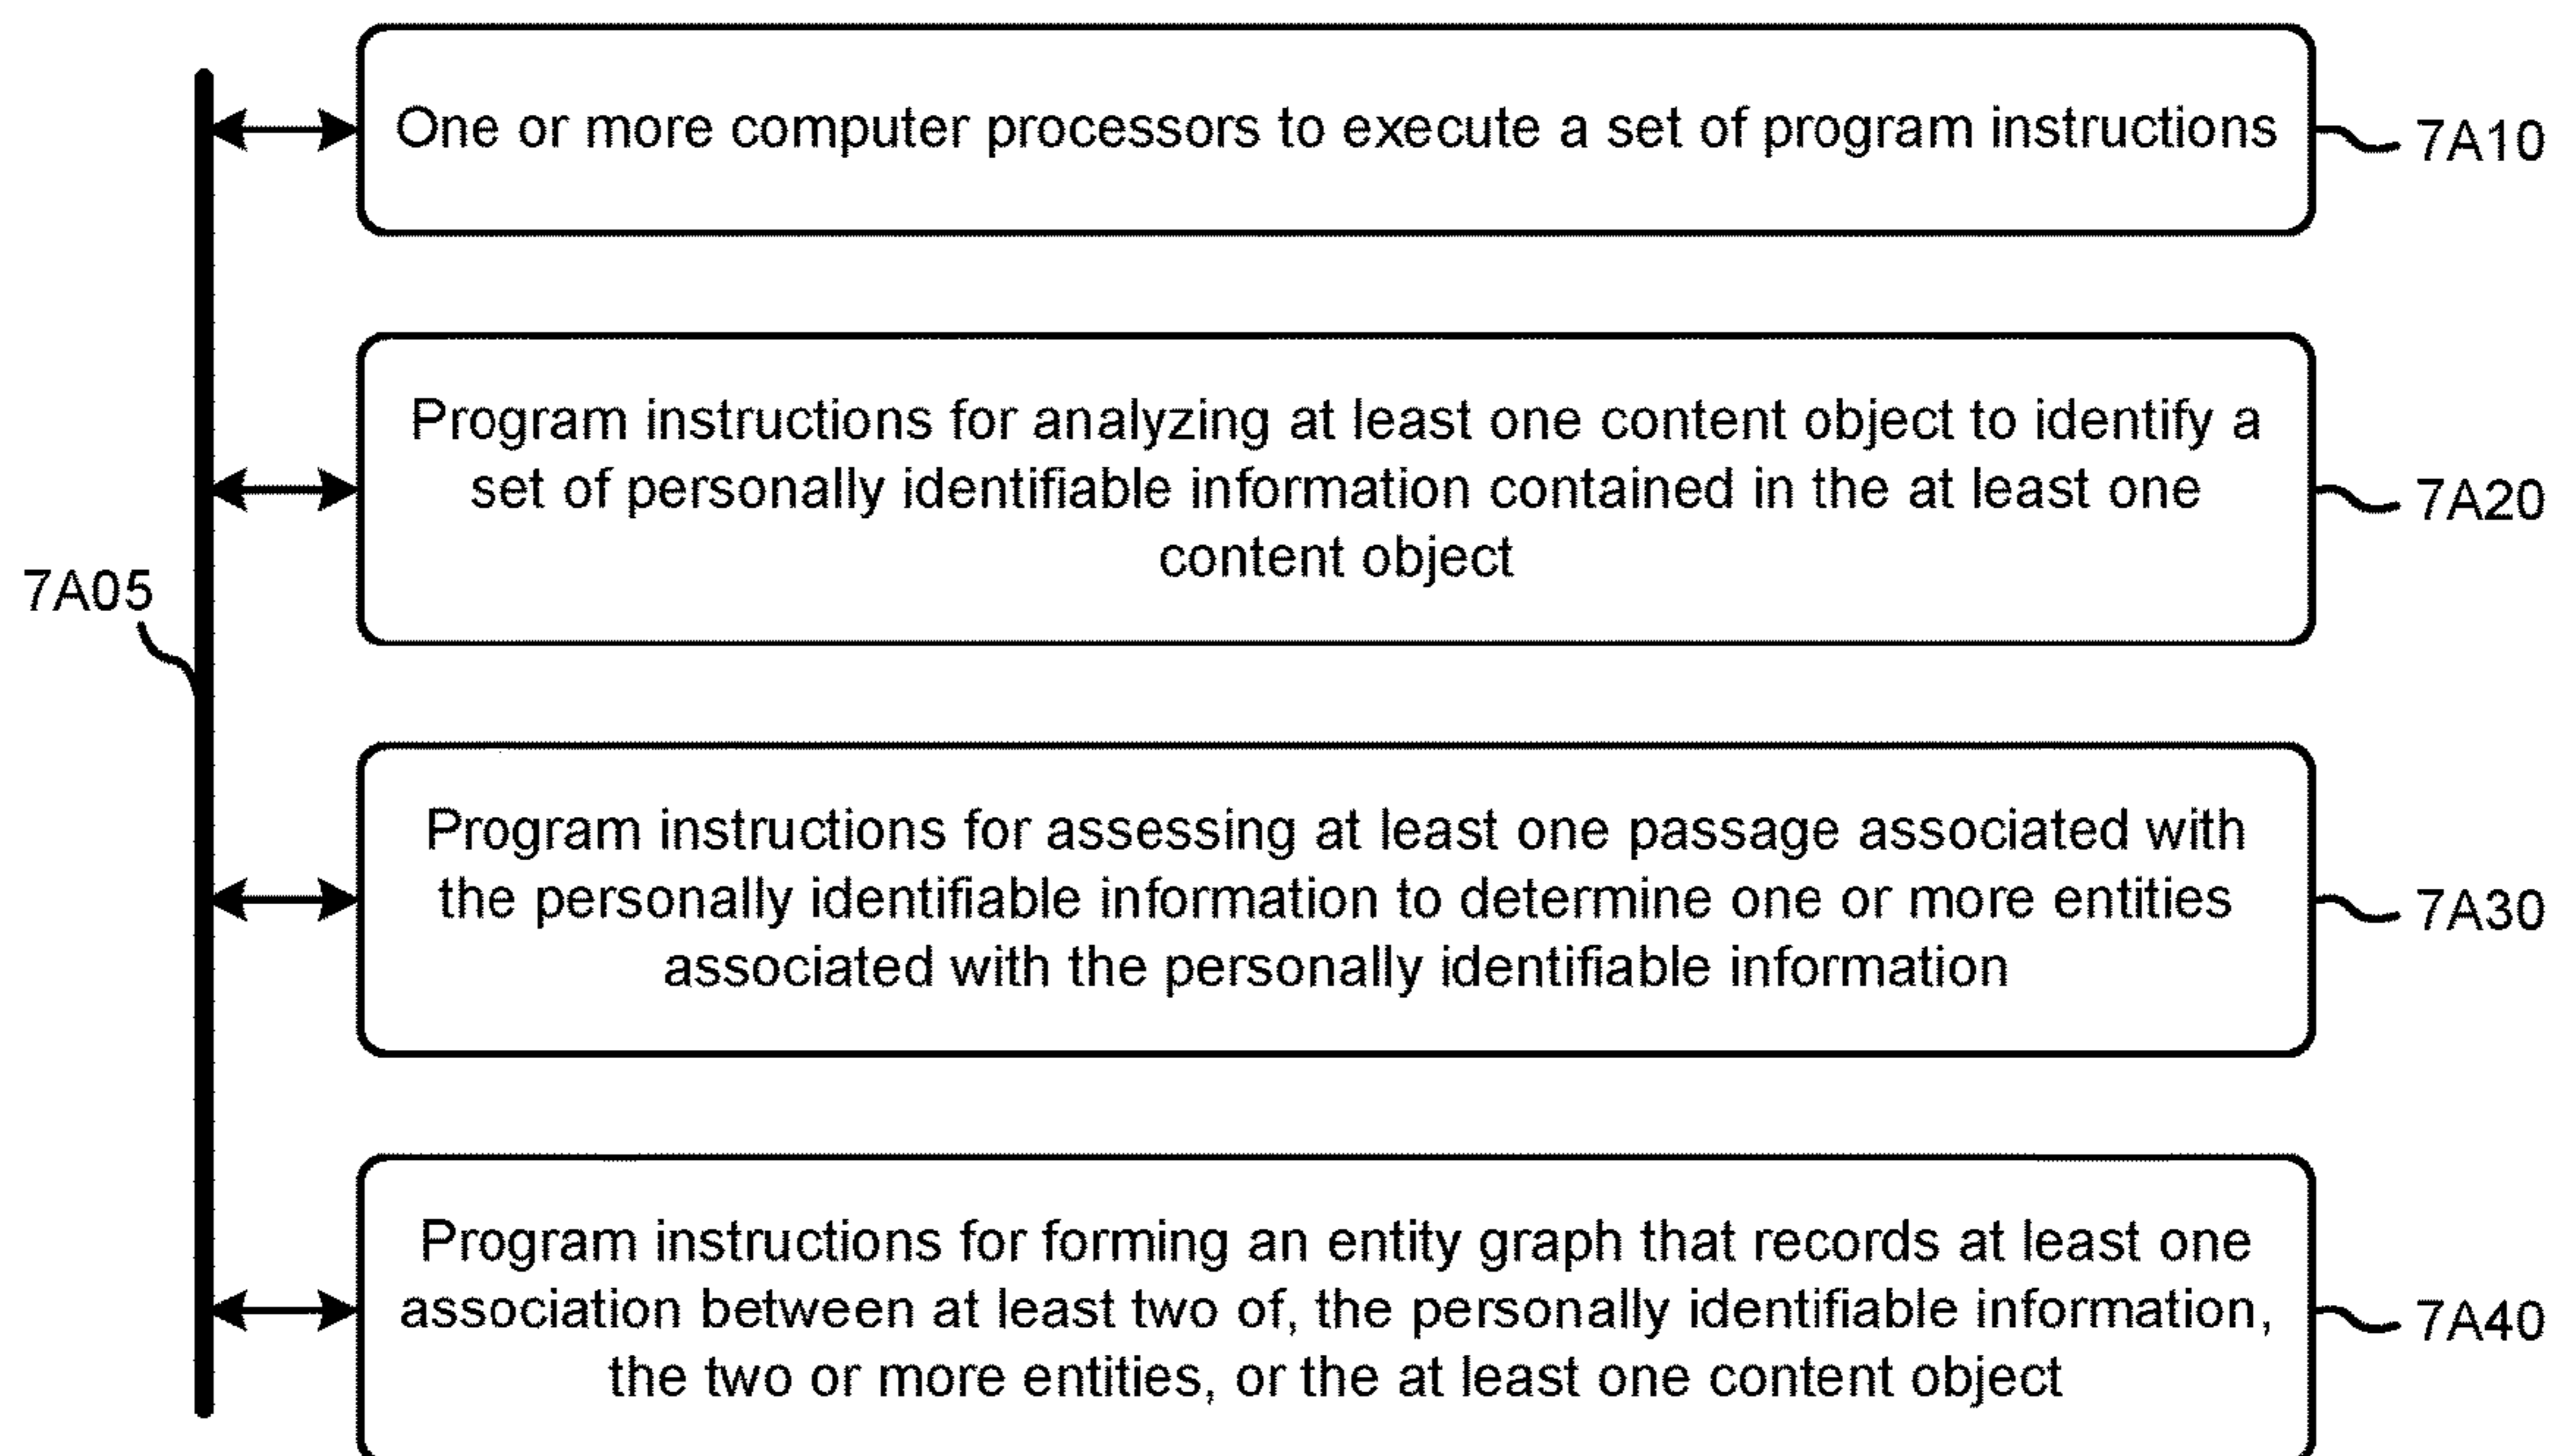 One or more computer processors to execute a set of program instructions
7A10
Program instructions for analyzing at least one content object to identify a
set of personally identifiable information contained in the at least one
content object
7A20
7A05
Program instructions for assessing at least one passage associated with
the personally identifiable information to determine one or more entities
associated with the personally identifiable information
7A30
Program instructions for forming an entity graph that records at least one
association between at least two of, the personally identifiable information,
the two or more entities, or the at least one content object
7A40